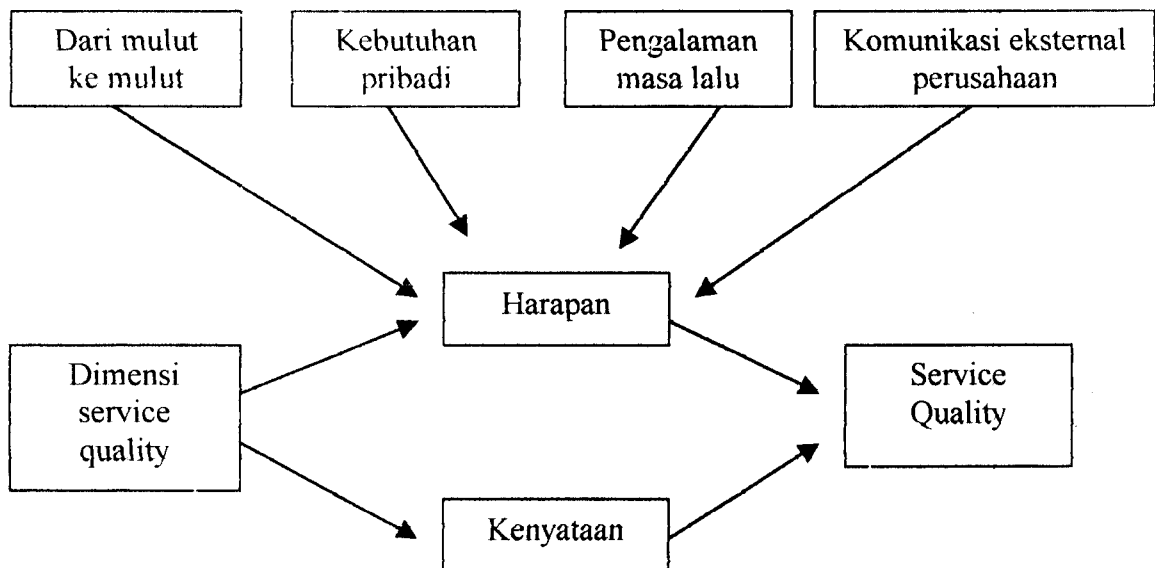 Dari mulut
ke mulut
Kebutuhan
pribadi
Pengalaman
masa lalu
Komunikasi eksternal
perusahaan
Harapan
Dimensi
service
quality
Service
Quality
Kenyataan